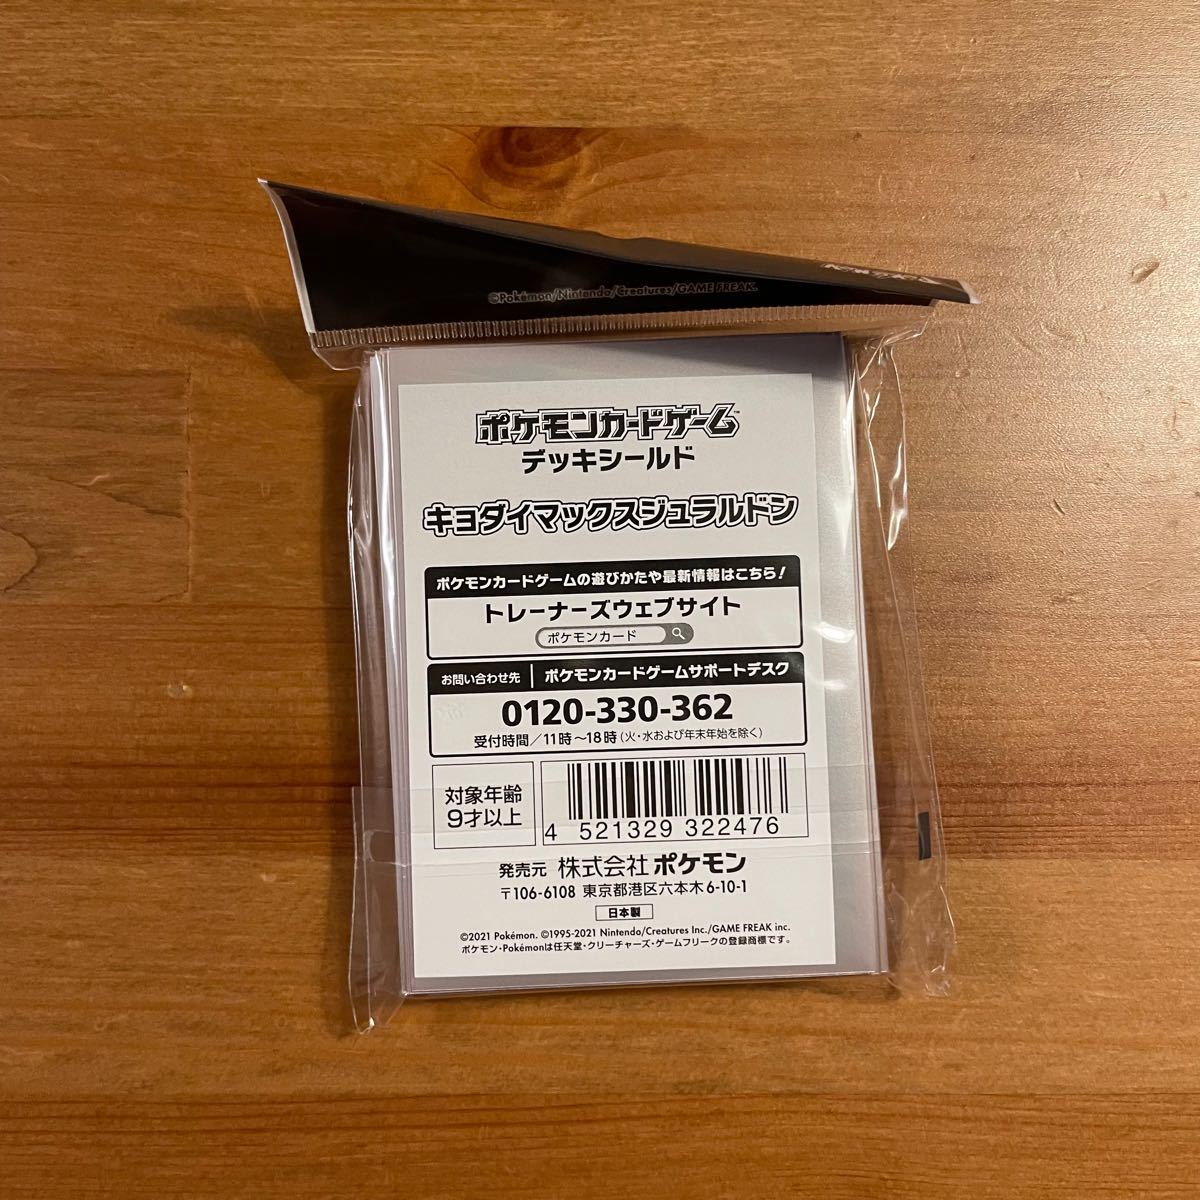 ©Pokémon/Nintendo/Creatures/GAME FREAK.
ポケモンカードゲーム™
デッキシールド
キョダイマックスジュラルドン
ポケモンカードゲームの遊びかたや最新情報はこちら!
トレーナーズウェブサイト
ポケモンカード
お問い合わせ先 ポケモンカードゲームサポートデスク
0120-330-362
受付時間/11時~18時(火・水および年末年始を除く)
対象年齢
9才以上
4 521329 322476
発売元 株式会社 ポケモン
〒106-6108 東京都港区六本木6-10-1
日本製
©2021 Pokémon. ©1995-2021 Nintendo/Creatures Inc./GAME FREAK inc.
ポケモン・Pokémonは任天堂・クリーチャーズ・ゲームフリークの登録商標です。